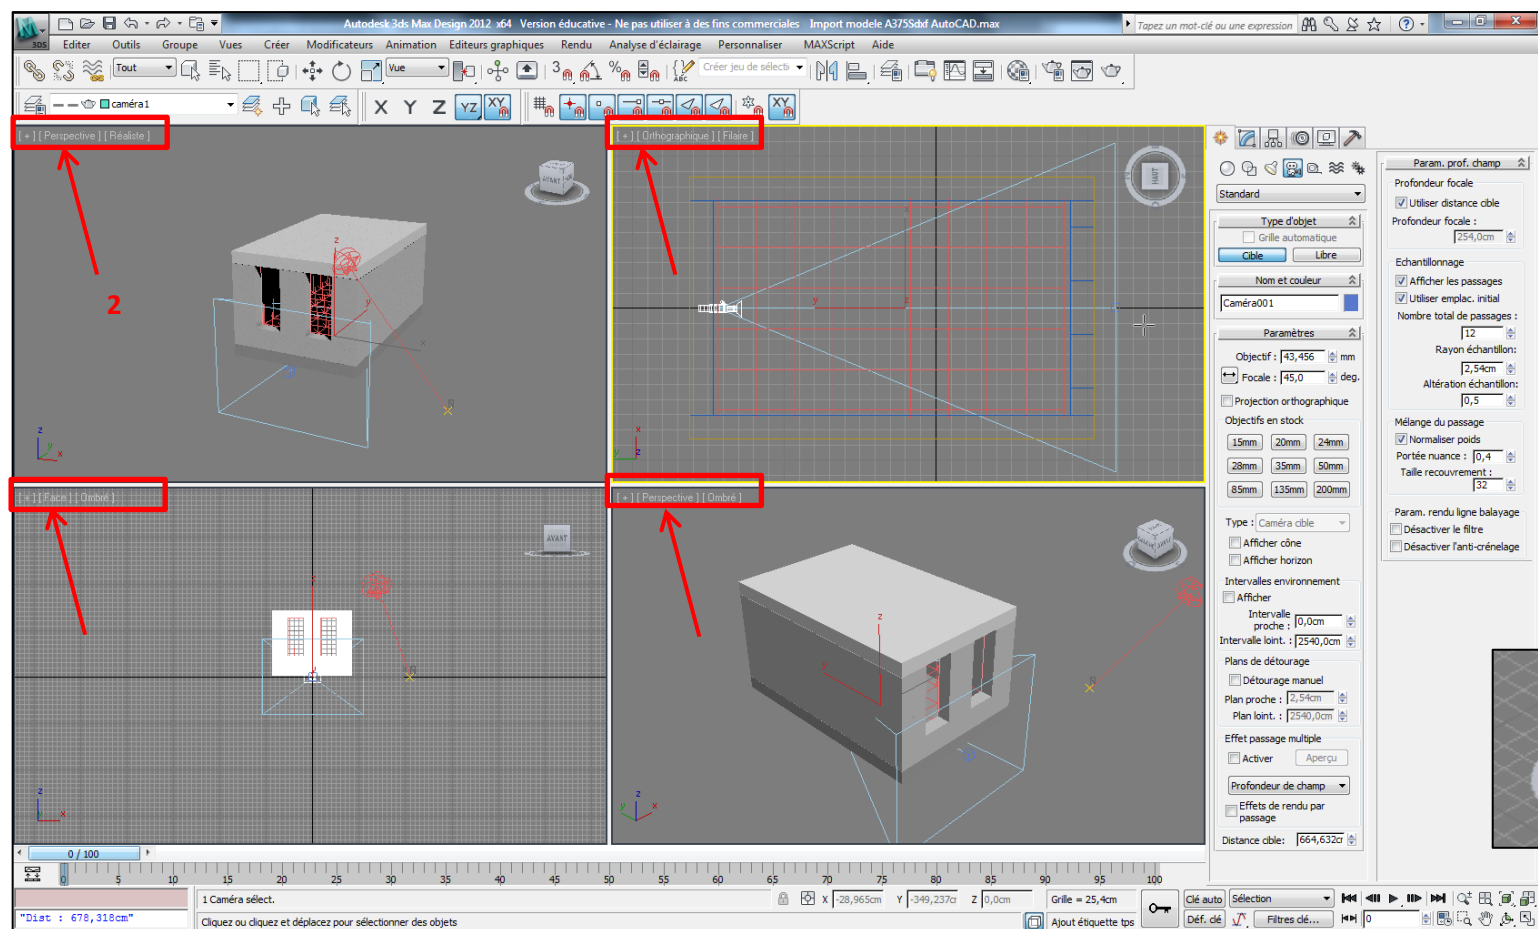 Autodesk 3ds Max Design 2012 x64 Version éducative - Ne pas utiliser à des fins commerciales Import modele A375Sdxf AutoCAD.max
Tapez un mot-clé ou une expression
3DS Editer Outils Groupe Vues Créer Modificateurs Animation Editeurs graphiques Rendu Analyse d'éclairage Personnaliser MAXScript Aide
Tout Vue 3 % ABC Créer jeu de sélecti
caméra1 X Y Z YZ XY XY
[ + ] [ Perspective ] [ Réaliste ]
AVANT
z
y
x
2
z
y
x
[ + ] [ Orthographique ] [ Filaire ]
HAUT
x
y
z
x
y z
[ + ] [ Face ] [ Ombré ]
AVANT
z
x
[ + ] [ Perspective ] [ Ombré ]
z
y
z
y x
Standard
Type d'objet
Grille automatique
Cible Libre
Nom et couleur
Caméra001
Paramètres
Objectif : 43,456 mm
Focale : 45,0 deg.
Projection orthographique
Objectifs en stock
15mm 20mm 24mm
28mm 35mm 50mm
85mm 135mm 200mm
Type : Caméra cible
Afficher cône
Afficher horizon
Intervalles environnement
Afficher
Intervalle
proche : 0,0cm
Intervalle loint. : 2540,0cm
Plans de détourage
Détourage manuel
Plan proche : 2,54cm
Plan loint. : 2540,0cm
Effet passage multiple
Activer Aperçu
Profondeur de champ
Effets de rendu par
passage
Distance cible: 664,632cr
Param. prof. champ
Profondeur focale
Utiliser distance cible
Profondeur focale :
254,0cm
Echantillonnage
Afficher les passages
Utiliser emplac. initial
Nombre total de passages :
12
Rayon échantillon:
2,54cm
Altération échantillon:
0,5
Mélange du passage
Normaliser poids
Portée nuance : 0,4
Taille recouvrement :
32
Param. rendu ligne balayage
Désactiver le filtre
Désactiver l'anti-crénelage
0 / 100
0 5 10 15 20 25 30 35 40 45 50 55 60 65 70 75 80 85 90 95 100
1 Caméra sélect. X -28,965cm Y -349,237cr Z 0,0cm Grille = 25,4cm Clé auto Sélection
"Dist : 678,318cm" Cliquez ou cliquez et déplacez pour sélectionner des objets Ajout étiquette tps Déf. clé Filtres clé... 0